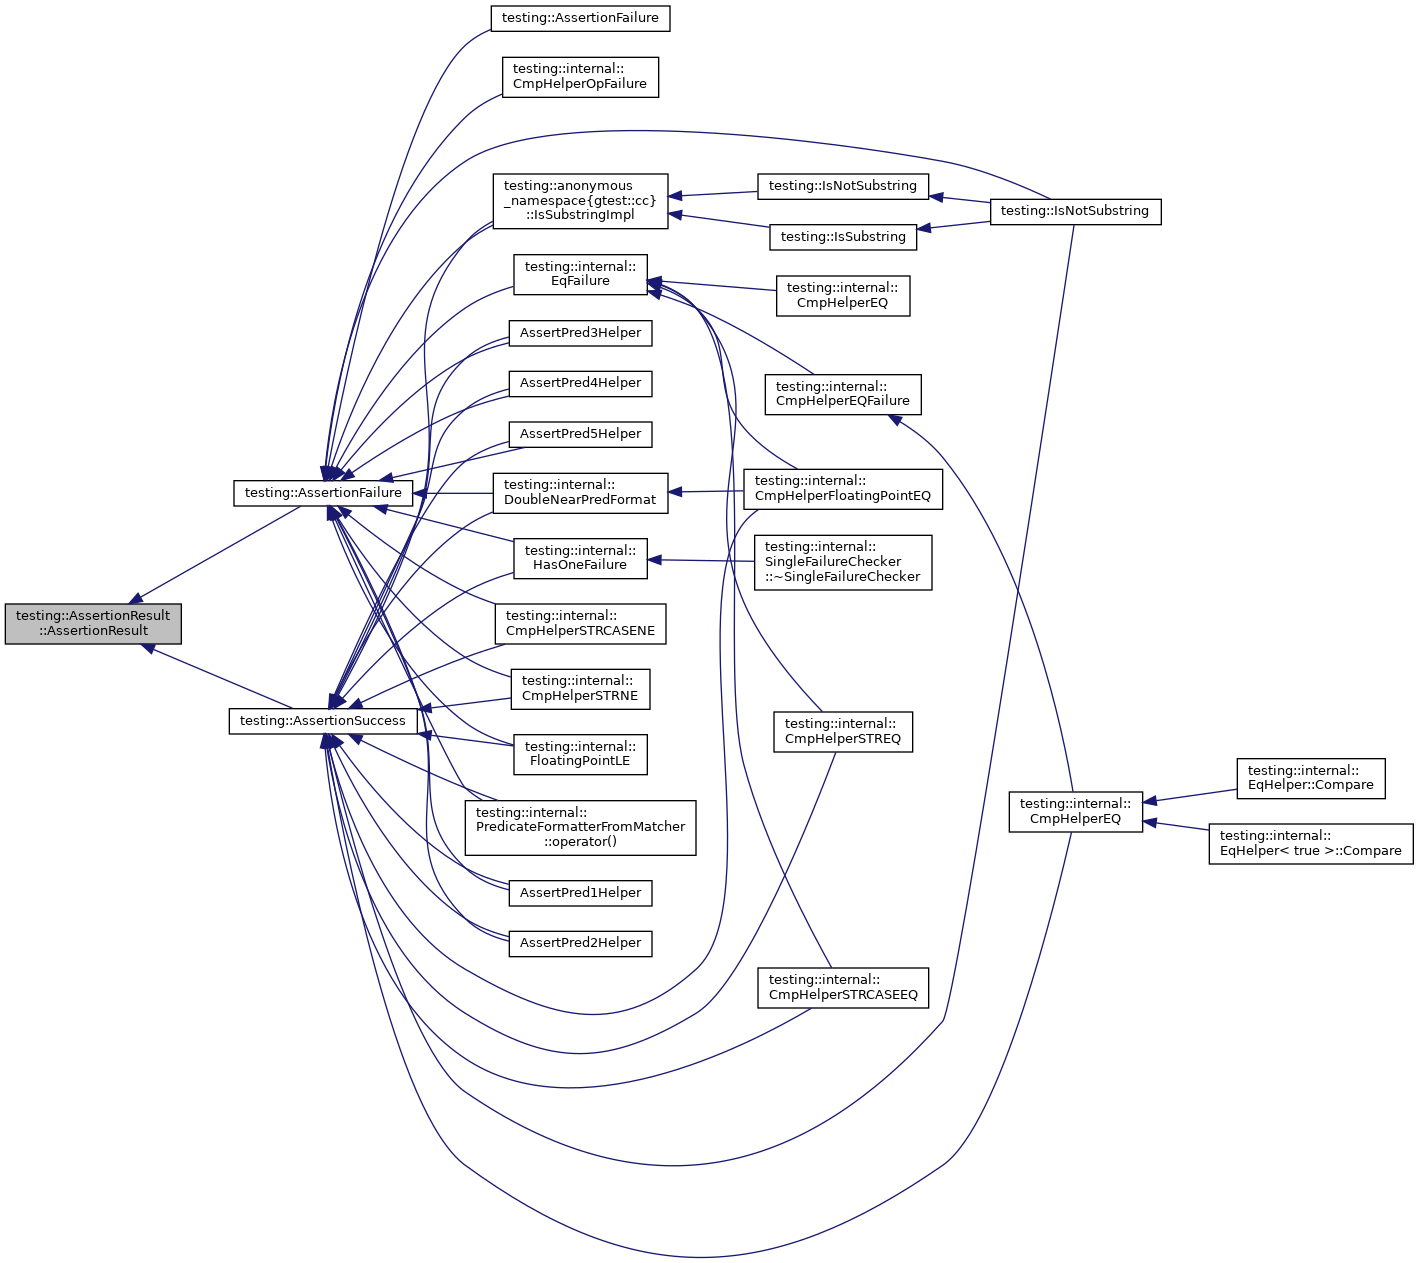 testing::AssertionFailure
testing::internal::
CmpHelperOpFailure
testing::anonymous
_namespace{gtest::cc}
::IsSubstringImpl
testing::IsNotSubstring
testing::IsNotSubstring
testing::IsSubstring
testing::internal::
EqFailure
testing::internal::
CmpHelperEQ
AssertPred3Helper
AssertPred4Helper
testing::internal::
CmpHelperEQFailure
AssertPred5Helper
testing::AssertionFailure
testing::internal::
DoubleNearPredFormat
testing::internal::
CmpHelperFloatingPointEQ
testing::internal::
HasOneFailure
testing::internal::
SingleFailureChecker
::~SingleFailureChecker
testing::AssertionResult
::AssertionResult
testing::internal::
CmpHelperSTRCASENE
testing::internal::
CmpHelperSTRNE
testing::AssertionSuccess
testing::internal::
CmpHelperSTREQ
testing::internal::
FloatingPointLE
testing::internal::
EqHelper::Compare
testing::internal::
PredicateFormatterFromMatcher
::operator()
testing::internal::
CmpHelperEQ
testing::internal::
EqHelper< true >::Compare
AssertPred1Helper
AssertPred2Helper
testing::internal::
CmpHelperSTRCASEEQ